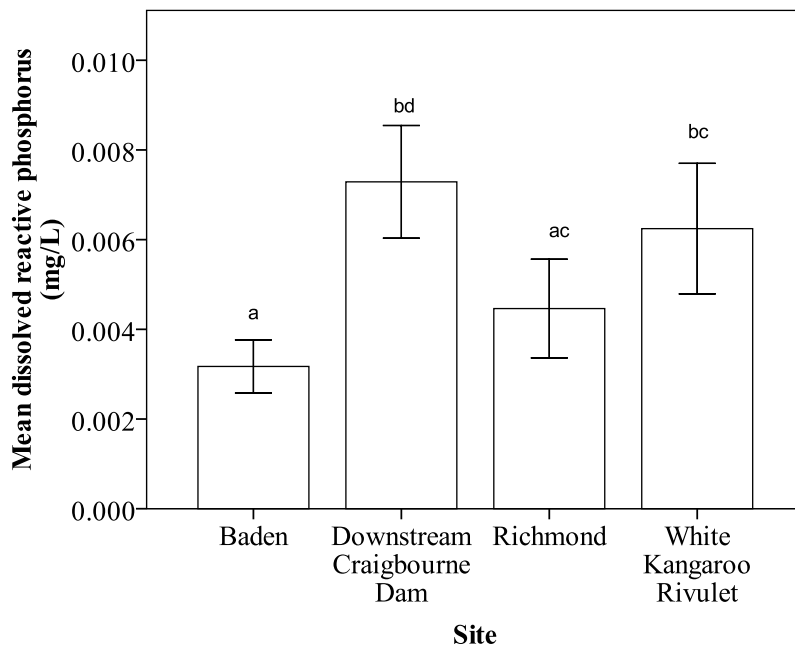 Mean dissolved reactive phosphorus
(mg/L)
0.010
0.008
0.006
0.004
0.002
0.000
a
bd
ac
bc
Baden
Downstream
Craigbourne
Dam
Richmond
White
Kangaroo
Rivulet
Site